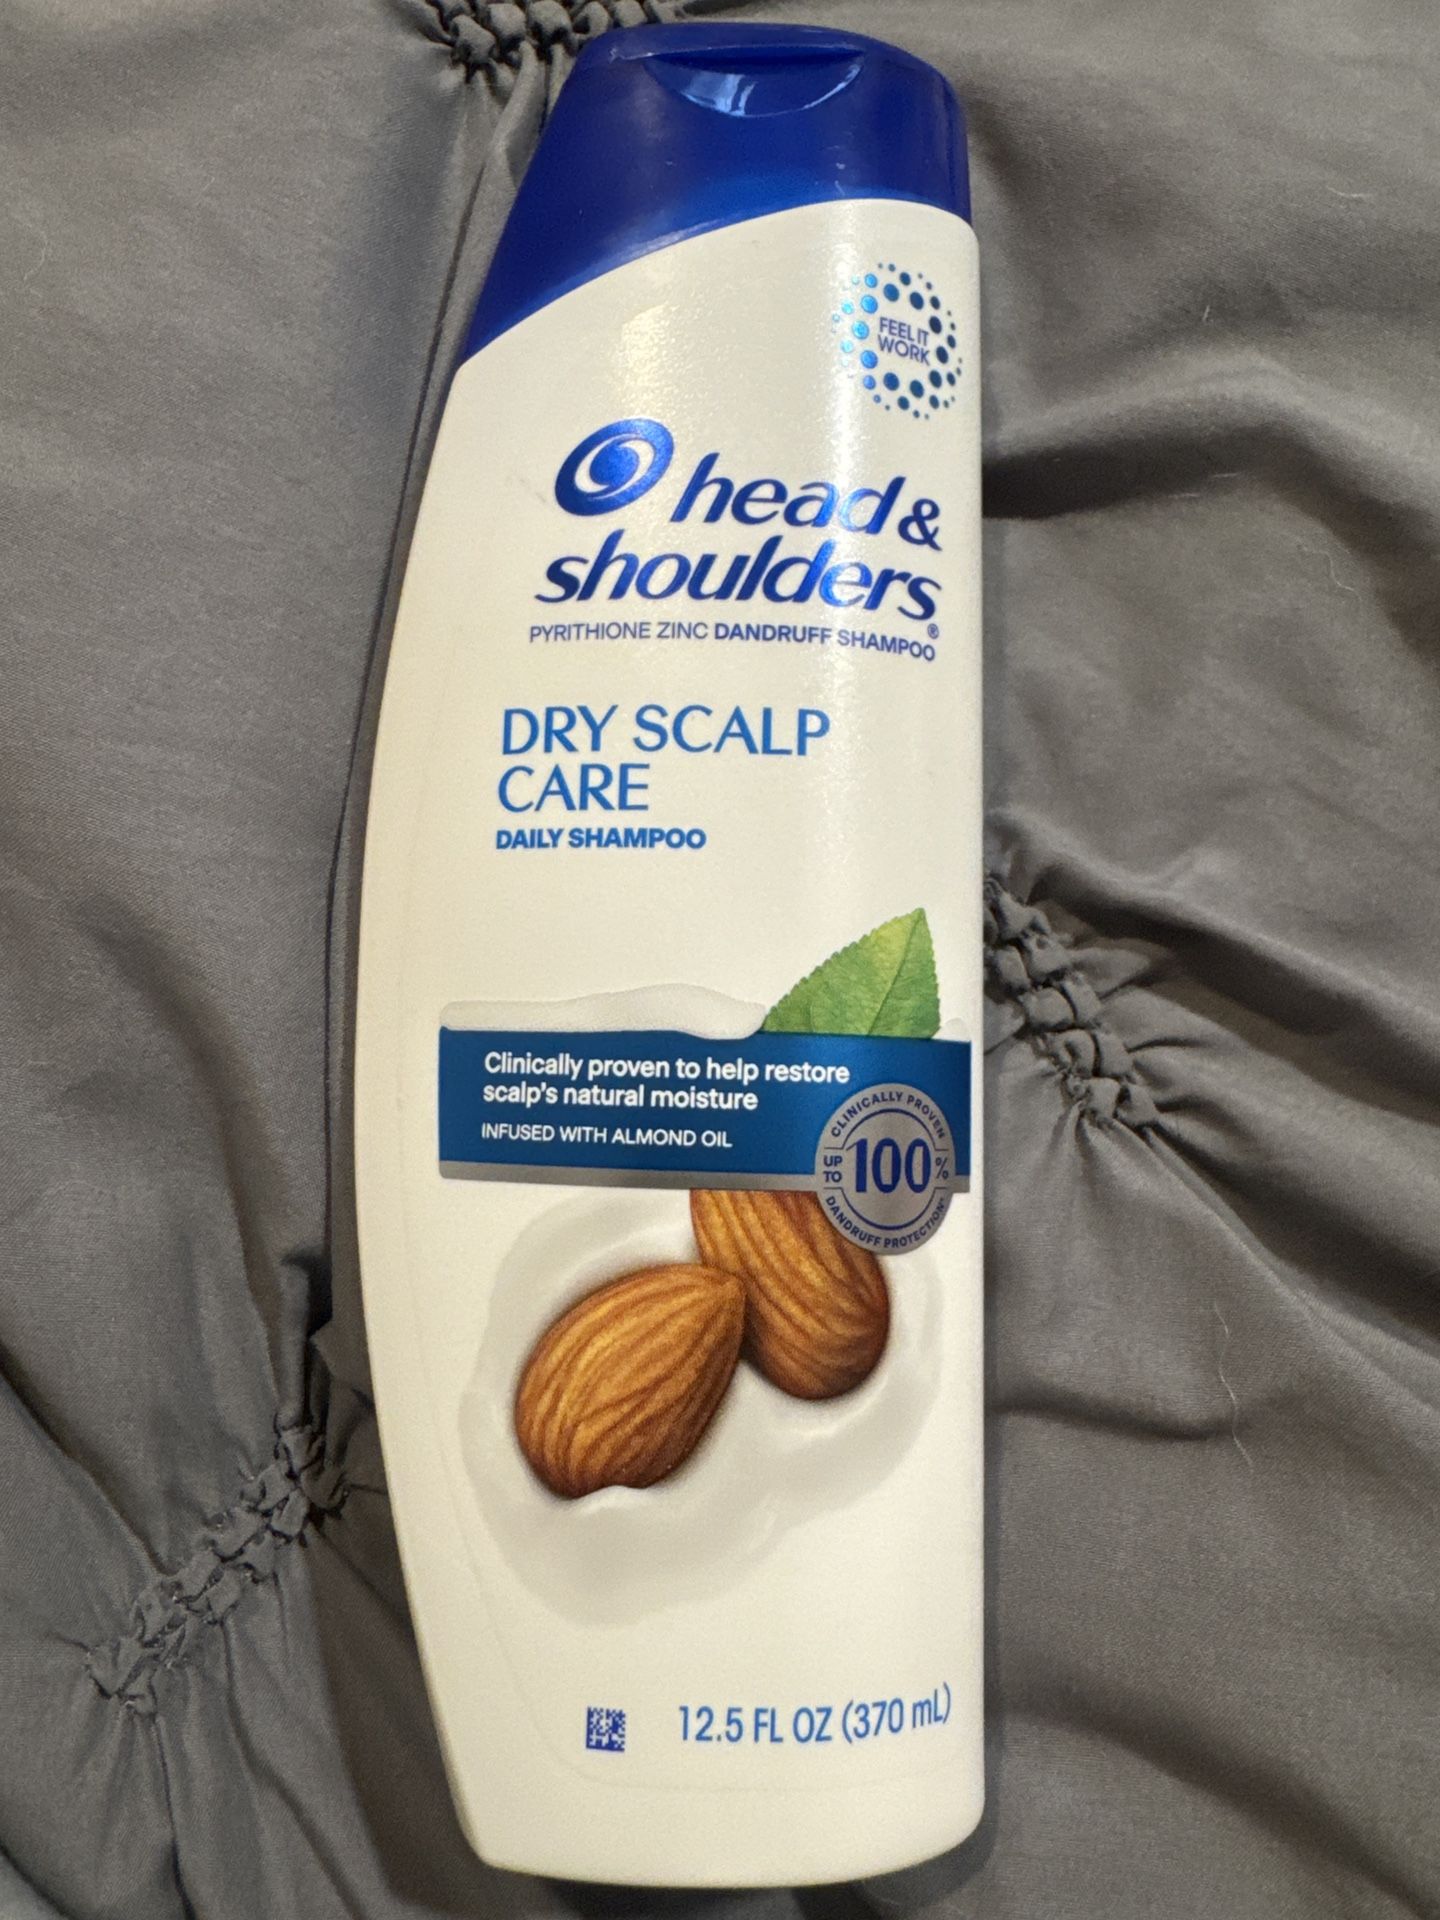 FEEL IT
WORK
head &
shoulders®
PYRITHIONE ZINC DANDRUFF SHAMPOO
DRY SCALP
CARE
DAILY SHAMPOO
Clinically proven to help restore
scalp's natural moisture
INFUSED WITH ALMOND OIL
CLINICALLY PROVEN
UP
TO
100%
DANDRUFF PROTECTION*
12.5 FL OZ (370 mL)